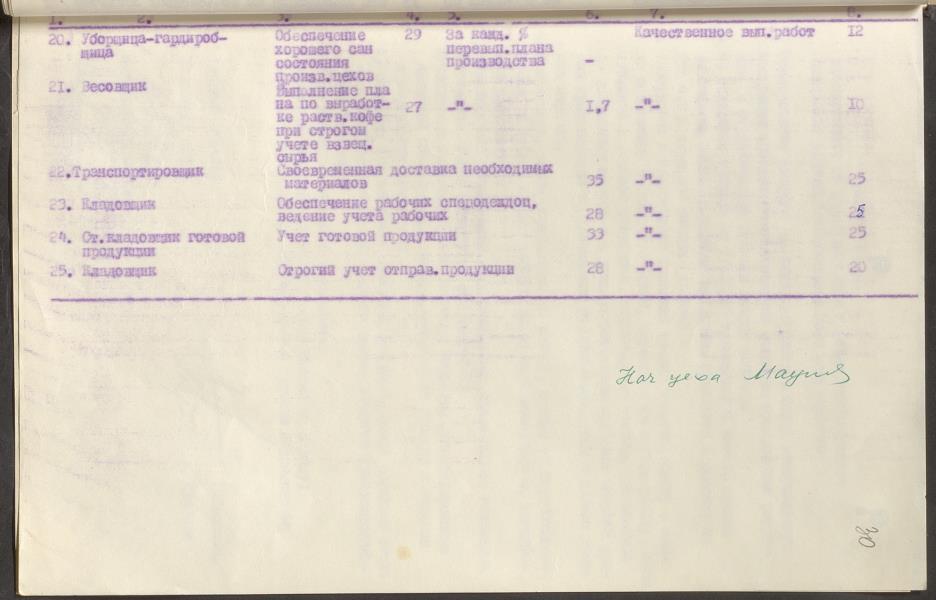 1. 2. 3. 4. 5. 6. 7. 8.
20. Уборщица-гардероб- Обеспечение 29 За кажд. % Качественное вып.работ 12
щица хорошего сан перевып.плана
состояния производства –
произв.цехов
21. Весовщик Выполнение пла
на по выработ- 27 -"- 1,7 -"- 10
ке раств.кофе
при строгом
учете взвеш.
сырья
22.Транспортировщик Своевременная доставка необходимых
материалов 35 -"- 25
23. Кладовщик Обеспечение рабочих спецодеждой,
ведение учета рабочих 28 -"- 25
24. Ст.кладовщик готовой Учет готовой продукции 33 -"- 25
продукции
25. Кладовщик Строгий учет отправ.продукции 28 -"- 20
Нач цеха
30